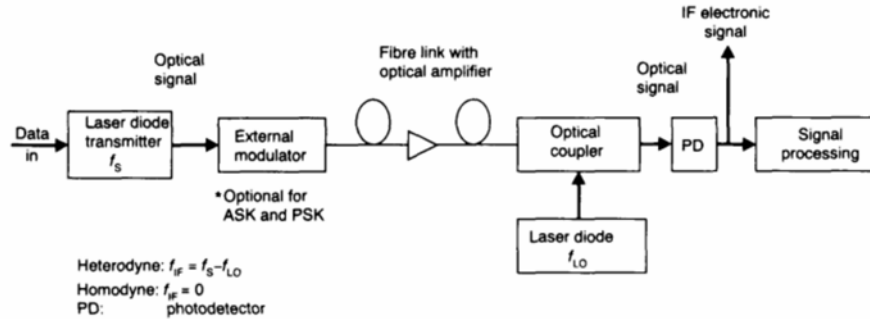 IF electronic
signal
Fibre link with
optical amplifier
Optical
signal
Optical
signal
Data
in
Laser diode
transmitter
fS
External
modulator
Optical
coupler
PD
Signal
processing
*Optional for
ASK and PSK
Laser diode
fLO
Heterodyne: fIF = fS–fLO
Homodyne: fIF = 0
PD: photodetector